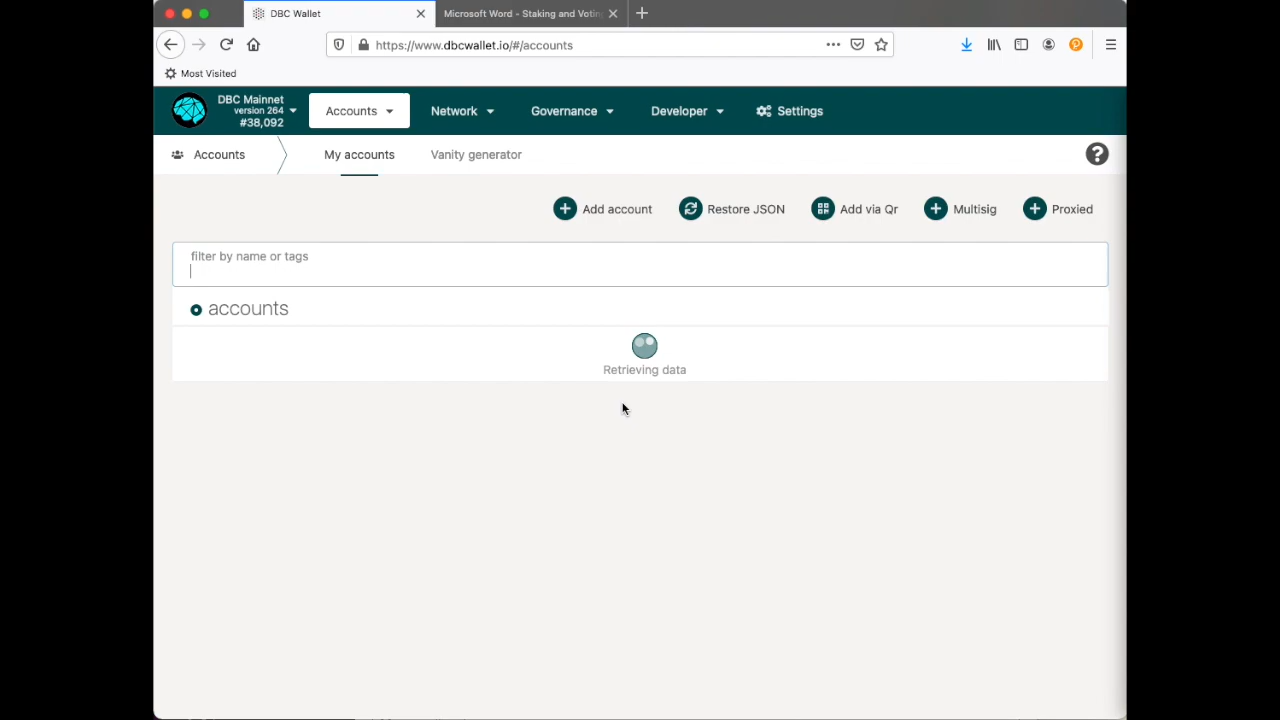 DBC Wallet
Microsoft Word - Staking and Votin
https://www.dbcwallet.io/#/accounts
Most Visited
DBC Mainnet
version 264
#38,092
Accounts
Network
Governance
Developer
Settings
Accounts
My accounts
Vanity generator
Add account
Restore JSON
Add via Qr
Multisig
Proxied
filter by name or tags
accounts
Retrieving data